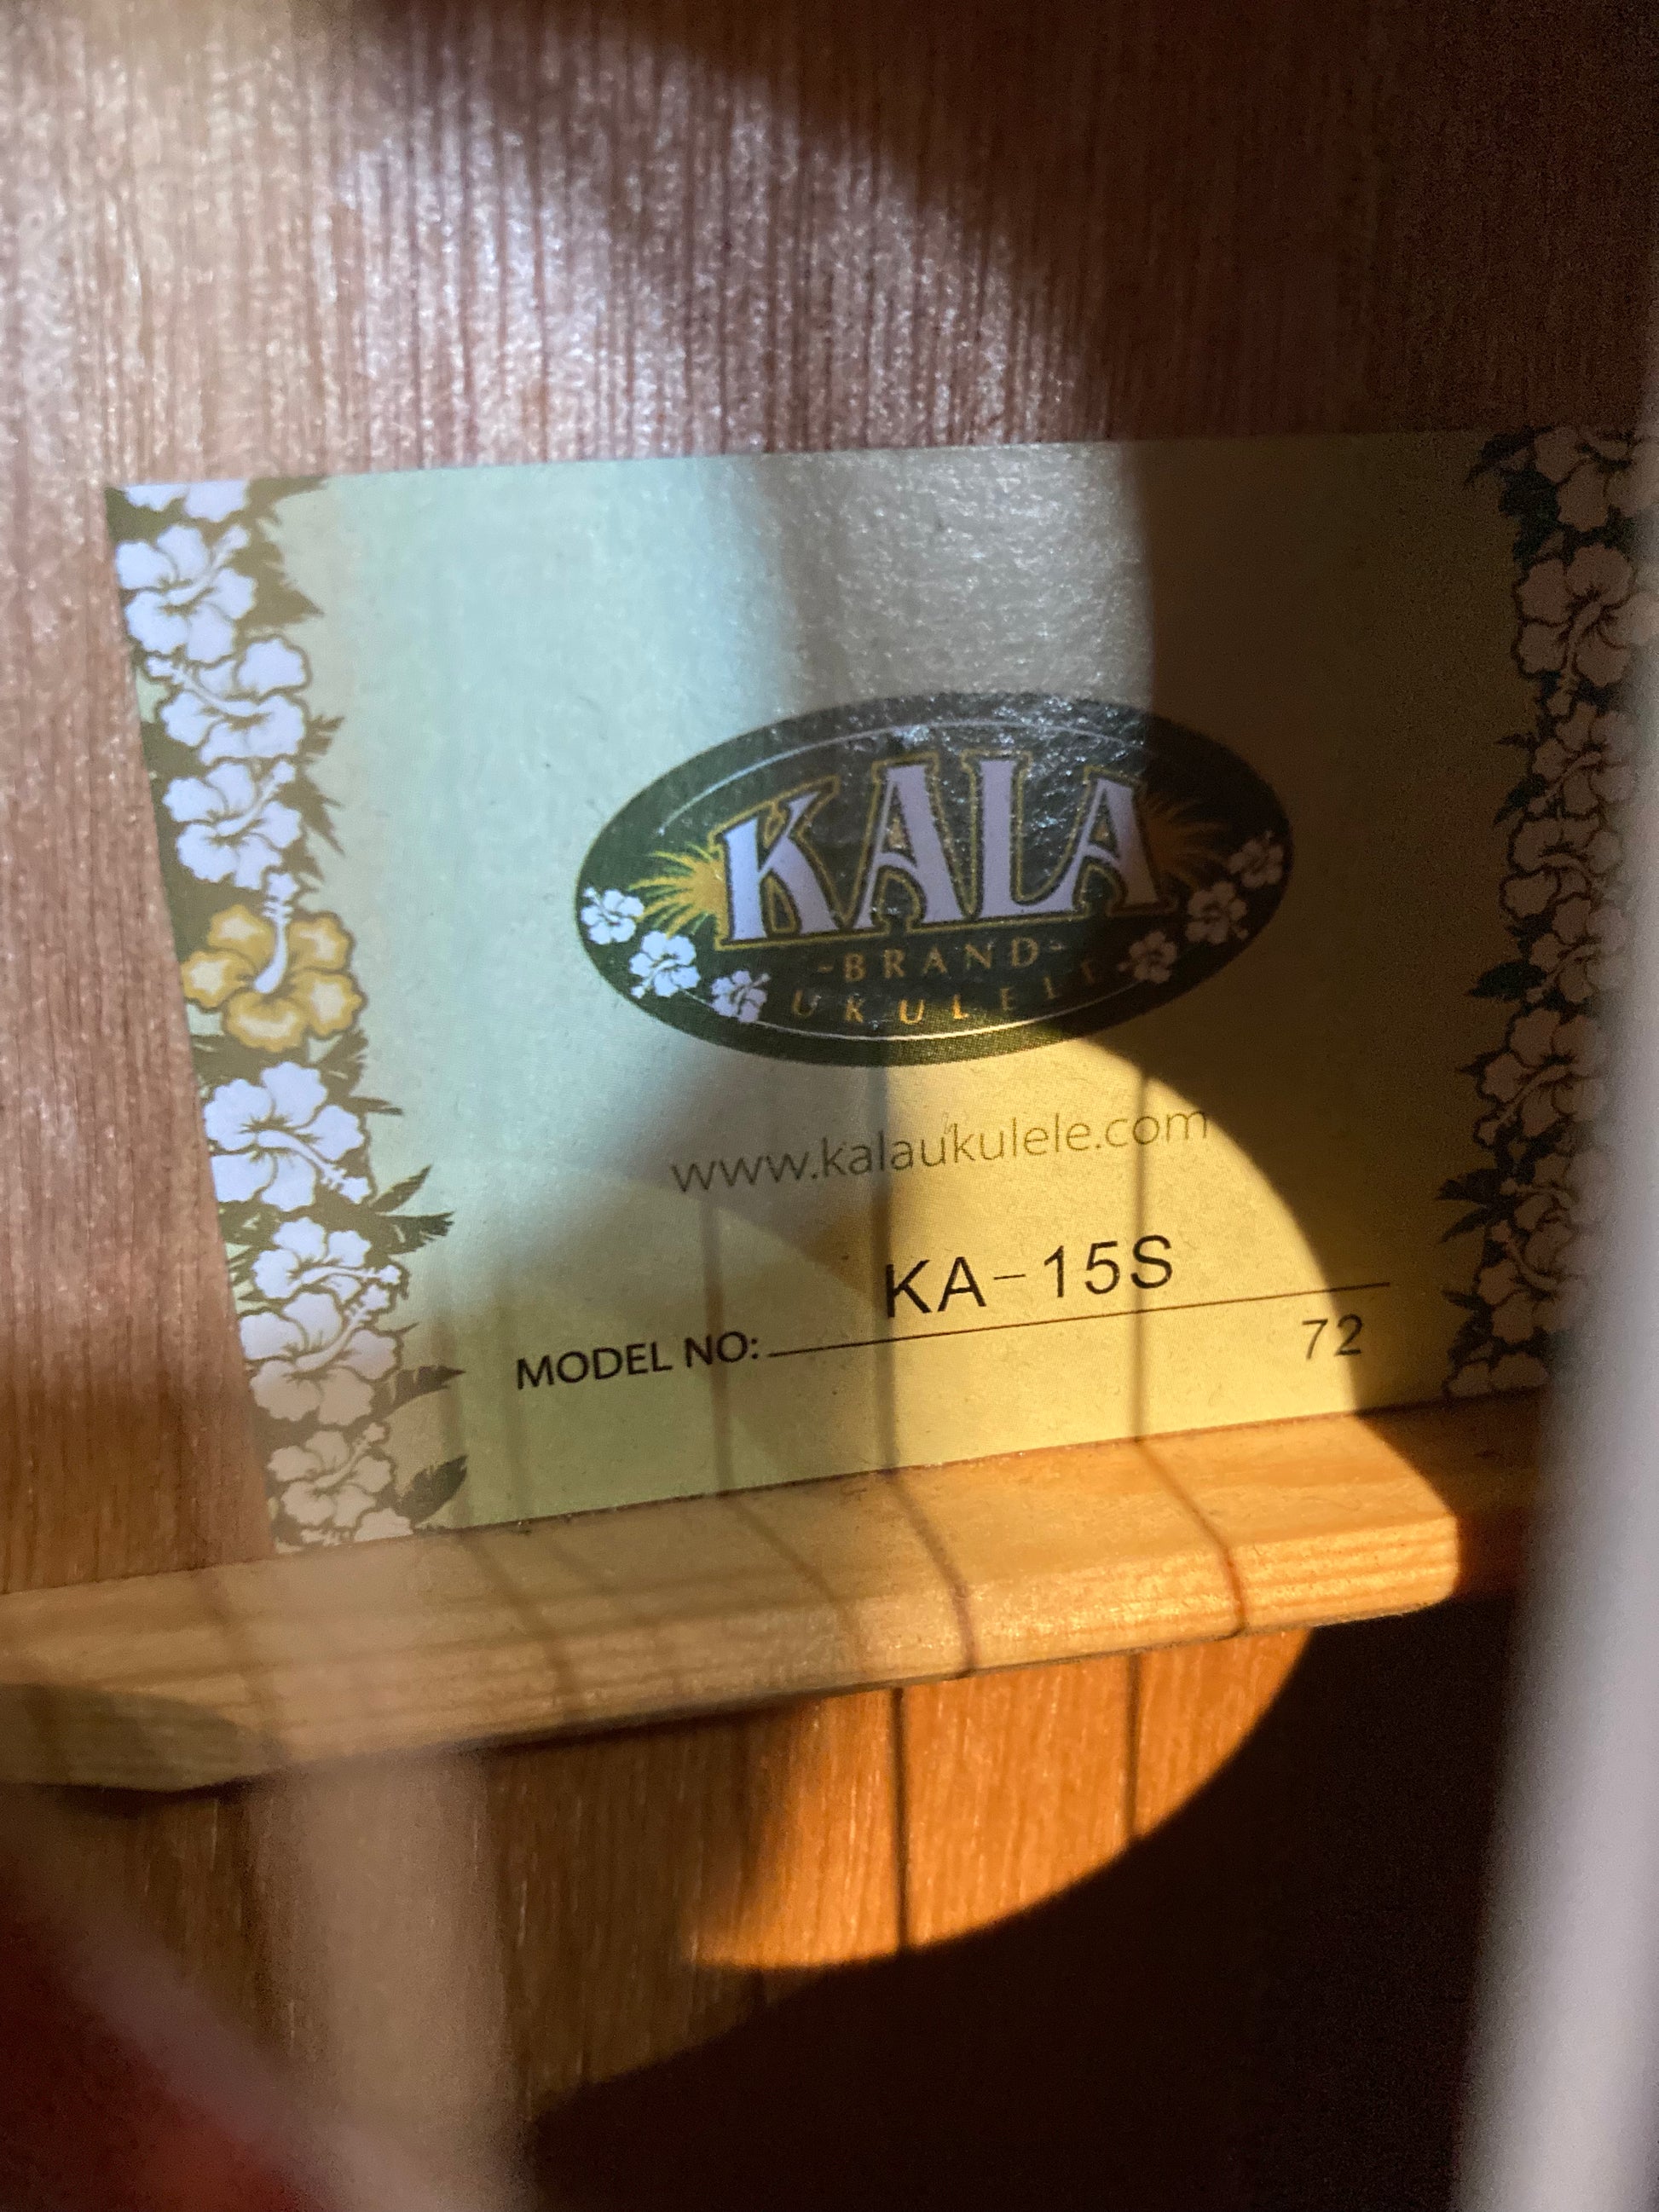 KALA
-BRAND-
UKULELE
www.kalaukulele.com
MODEL NO: KA-15S
72